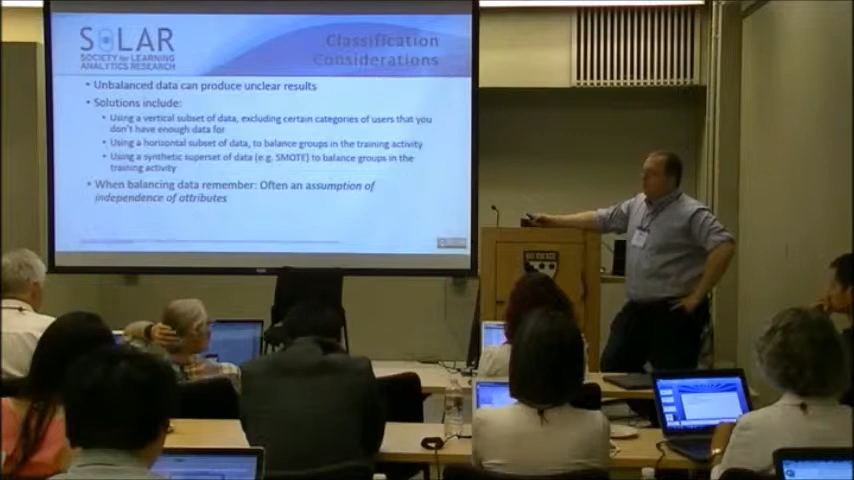 SOLAR
SOCIETY for LEARNING
ANALYTICS RESEARCH
Classification
Considerations
• Unbalanced data can produce unclear results
• Solutions include:
• Using a vertical subset of data, excluding certain categories of users that you
don't have enough data for
• Using a horizontal subset of data, to balance groups in the training activity
• Using a synthetic superset of data (e.g. SMOTE) to balance groups in the
training activity
• When balancing data remember: Often an assumption of
independence of attributes